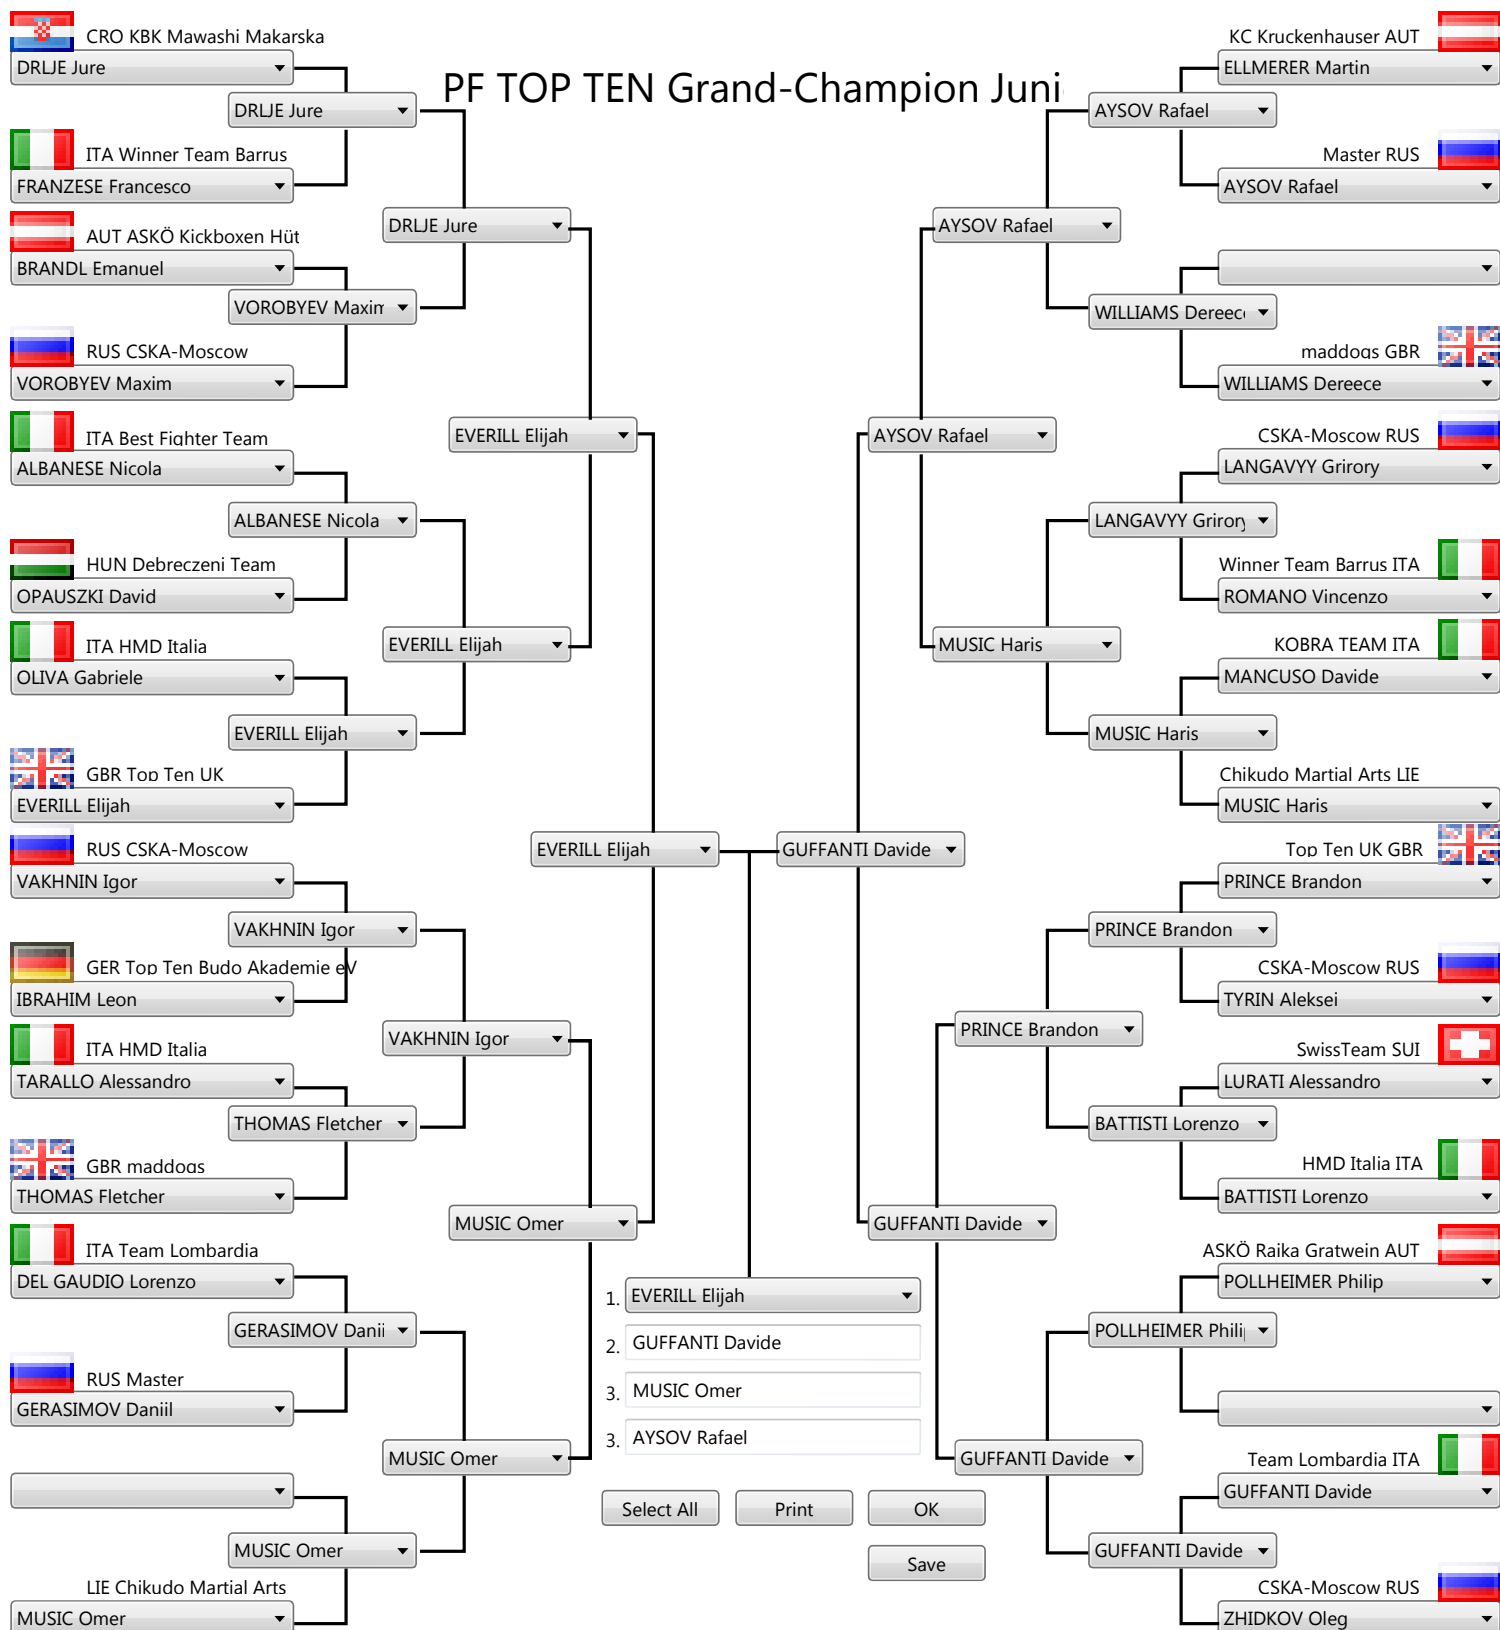 PF TOP TEN Grand-Champion Juni
CRO KBK Mawashi Makarska
DRLJE Jure
DRLJE Jure
ITA Winner Team Barrus
FRANZESE Francesco
DRLJE Jure
AUT ASKÖ Kickboxen Hüt
BRANDL Emanuel
VOROBYEV Maxim
RUS CSKA-Moscow
VOROBYEV Maxim
EVERILL Elijah
ITA Best Fighter Team
ALBANESE Nicola
ALBANESE Nicola
HUN Debreczeni Team
OPAUSZKI David
EVERILL Elijah
ITA HMD Italia
OLIVA Gabriele
EVERILL Elijah
GBR Top Ten UK
EVERILL Elijah
EVERILL Elijah
RUS CSKA-Moscow
VAKHNIN Igor
VAKHNIN Igor
GER Top Ten Budo Akademie eV
IBRAHIM Leon
VAKHNIN Igor
ITA HMD Italia
TARALLO Alessandro
THOMAS Fletcher
GBR maddogs
THOMAS Fletcher
MUSIC Omer
ITA Team Lombardia
DEL GAUDIO Lorenzo
GERASIMOV Danii
RUS Master
GERASIMOV Daniil
MUSIC Omer
MUSIC Omer
LIE Chikudo Martial Arts
MUSIC Omer
KC Kruckenhauser AUT
ELLMERER Martin
AYSOV Rafael
Master RUS
AYSOV Rafael
AYSOV Rafael
WILLIAMS Dereec
maddogs GBR
WILLIAMS Dereece
AYSOV Rafael
CSKA-Moscow RUS
LANGAVYY Grirory
LANGAVYY Grirory
Winner Team Barrus ITA
ROMANO Vincenzo
MUSIC Haris
KOBRA TEAM ITA
MANCUSO Davide
MUSIC Haris
Chikudo Martial Arts LIE
MUSIC Haris
GUFFANTI Davide
Top Ten UK GBR
PRINCE Brandon
PRINCE Brandon
CSKA-Moscow RUS
TYRIN Aleksei
PRINCE Brandon
SwissTeam SUI
LURATI Alessandro
BATTISTI Lorenzo
HMD Italia ITA
BATTISTI Lorenzo
GUFFANTI Davide
ASKÖ Raika Gratwein AUT
POLLHEIMER Philip
POLLHEIMER Phili
GUFFANTI Davide
Team Lombardia ITA
GUFFANTI Davide
GUFFANTI Davide
CSKA-Moscow RUS
ZHIDKOV Oleg
1. EVERILL Elijah
2. GUFFANTI Davide
3. MUSIC Omer
3. AYSOV Rafael
Select All
Print
OK
Save